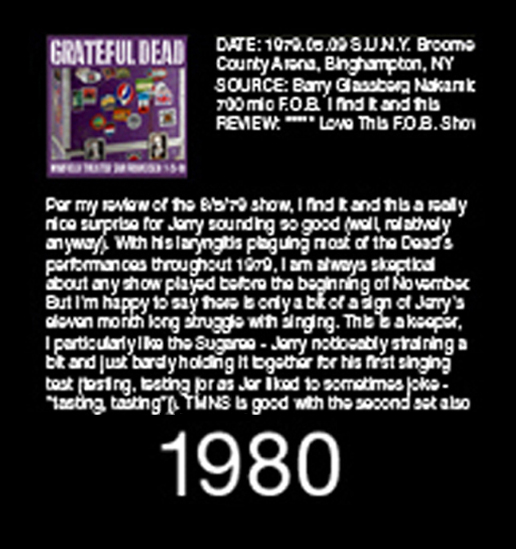 GRATEFUL DEAD
DATE: 1979.05.09 S.U.N.Y. Broome
County Arena, Binghampton, NY
SOURCE: Barry Glassberg Nakamic
700 mic F.O.B. I find it and this
REVIEW: ***** Love This F.O.B. Show
Per my review of the show, I find it and this a really
nice surprise for Jerry sounding so good (well, relatively
anyway). With his laryngitis plaguing most of the Dead's
performances throughout 1979, I am always skeptical
about any show played before the beginning of November.
But I'm happy to say there is only a bit of a sign of Jerry's
eleven month long struggle with singing. This is a keeper,
I particularly like the Sugaree - Jerry noticeably straining a
bit and just barely holding it together for his first singing
test (testing, testing (or as Jer liked to sometimes joke -
"tasting, tasting")). TMNS is good with the second set also
1980